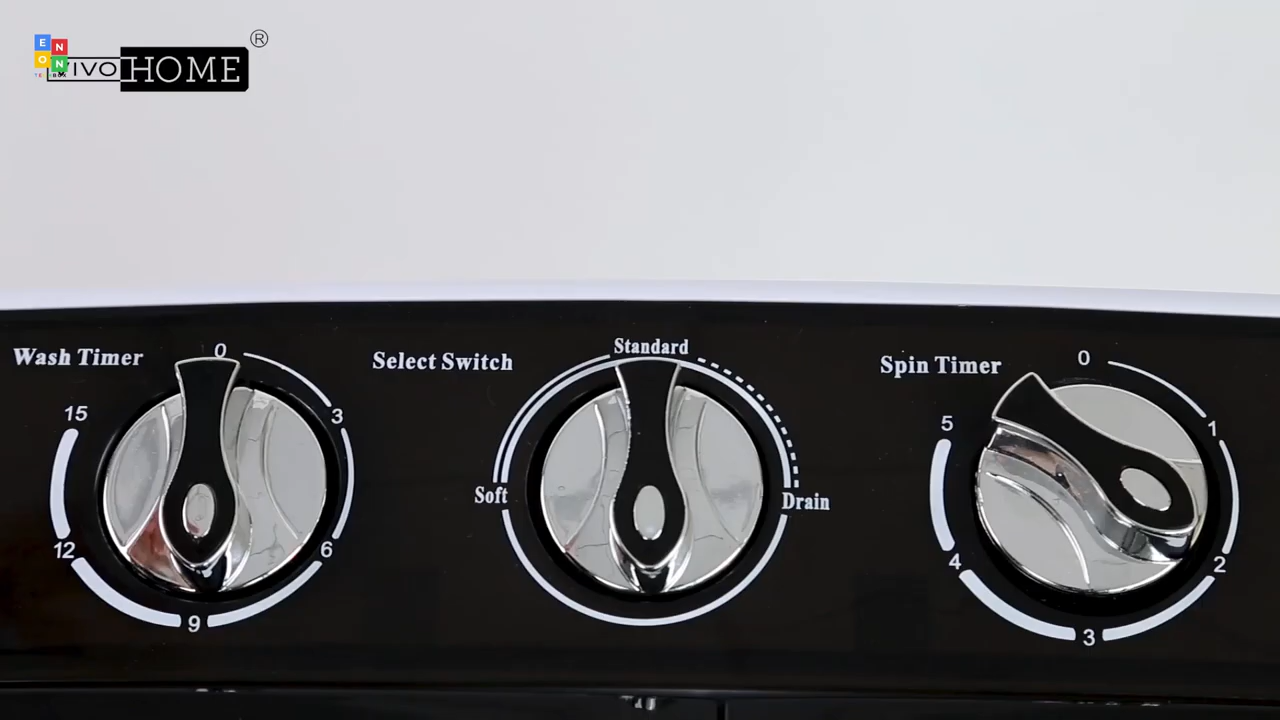 E N
O N
VIVO HOME ®
Wash Timer
0
3
6
9
12
15
Select Switch
Standard
Soft
Drain
Spin Timer
0
1
2
3
4
5